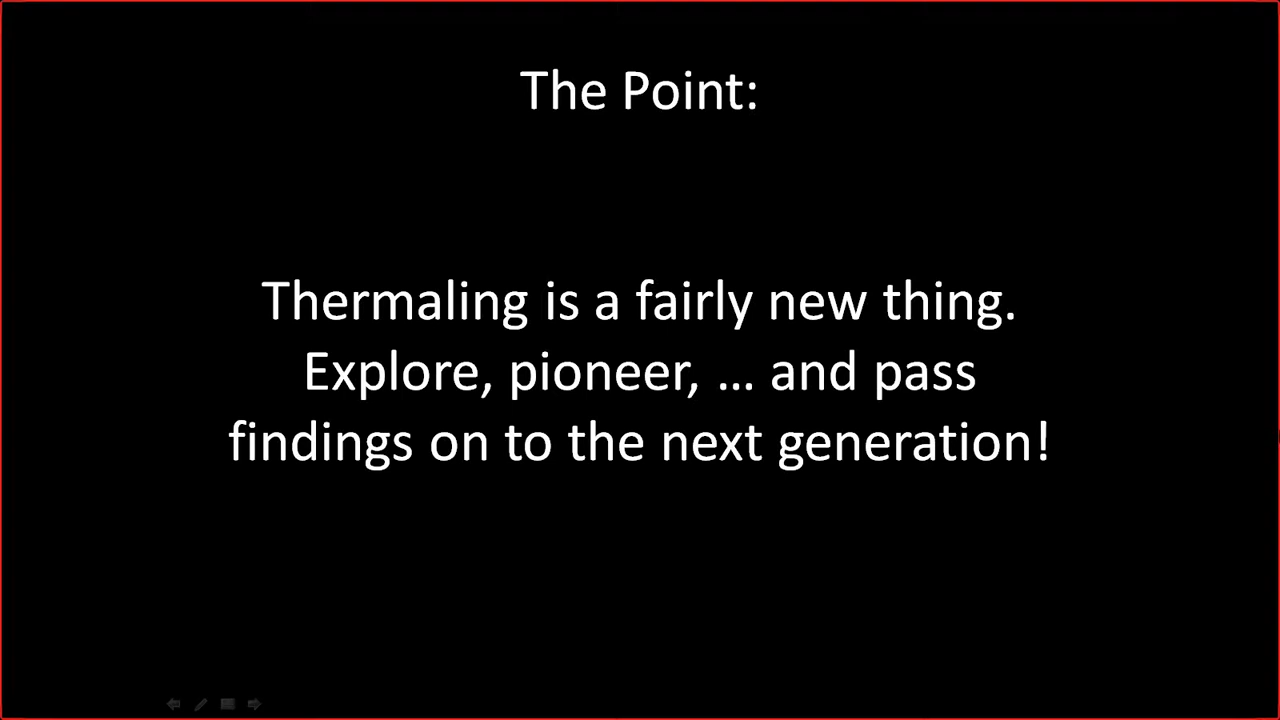 The Point:
Thermaling is a fairly new thing.
Explore, pioneer, … and pass
findings on to the next generation!